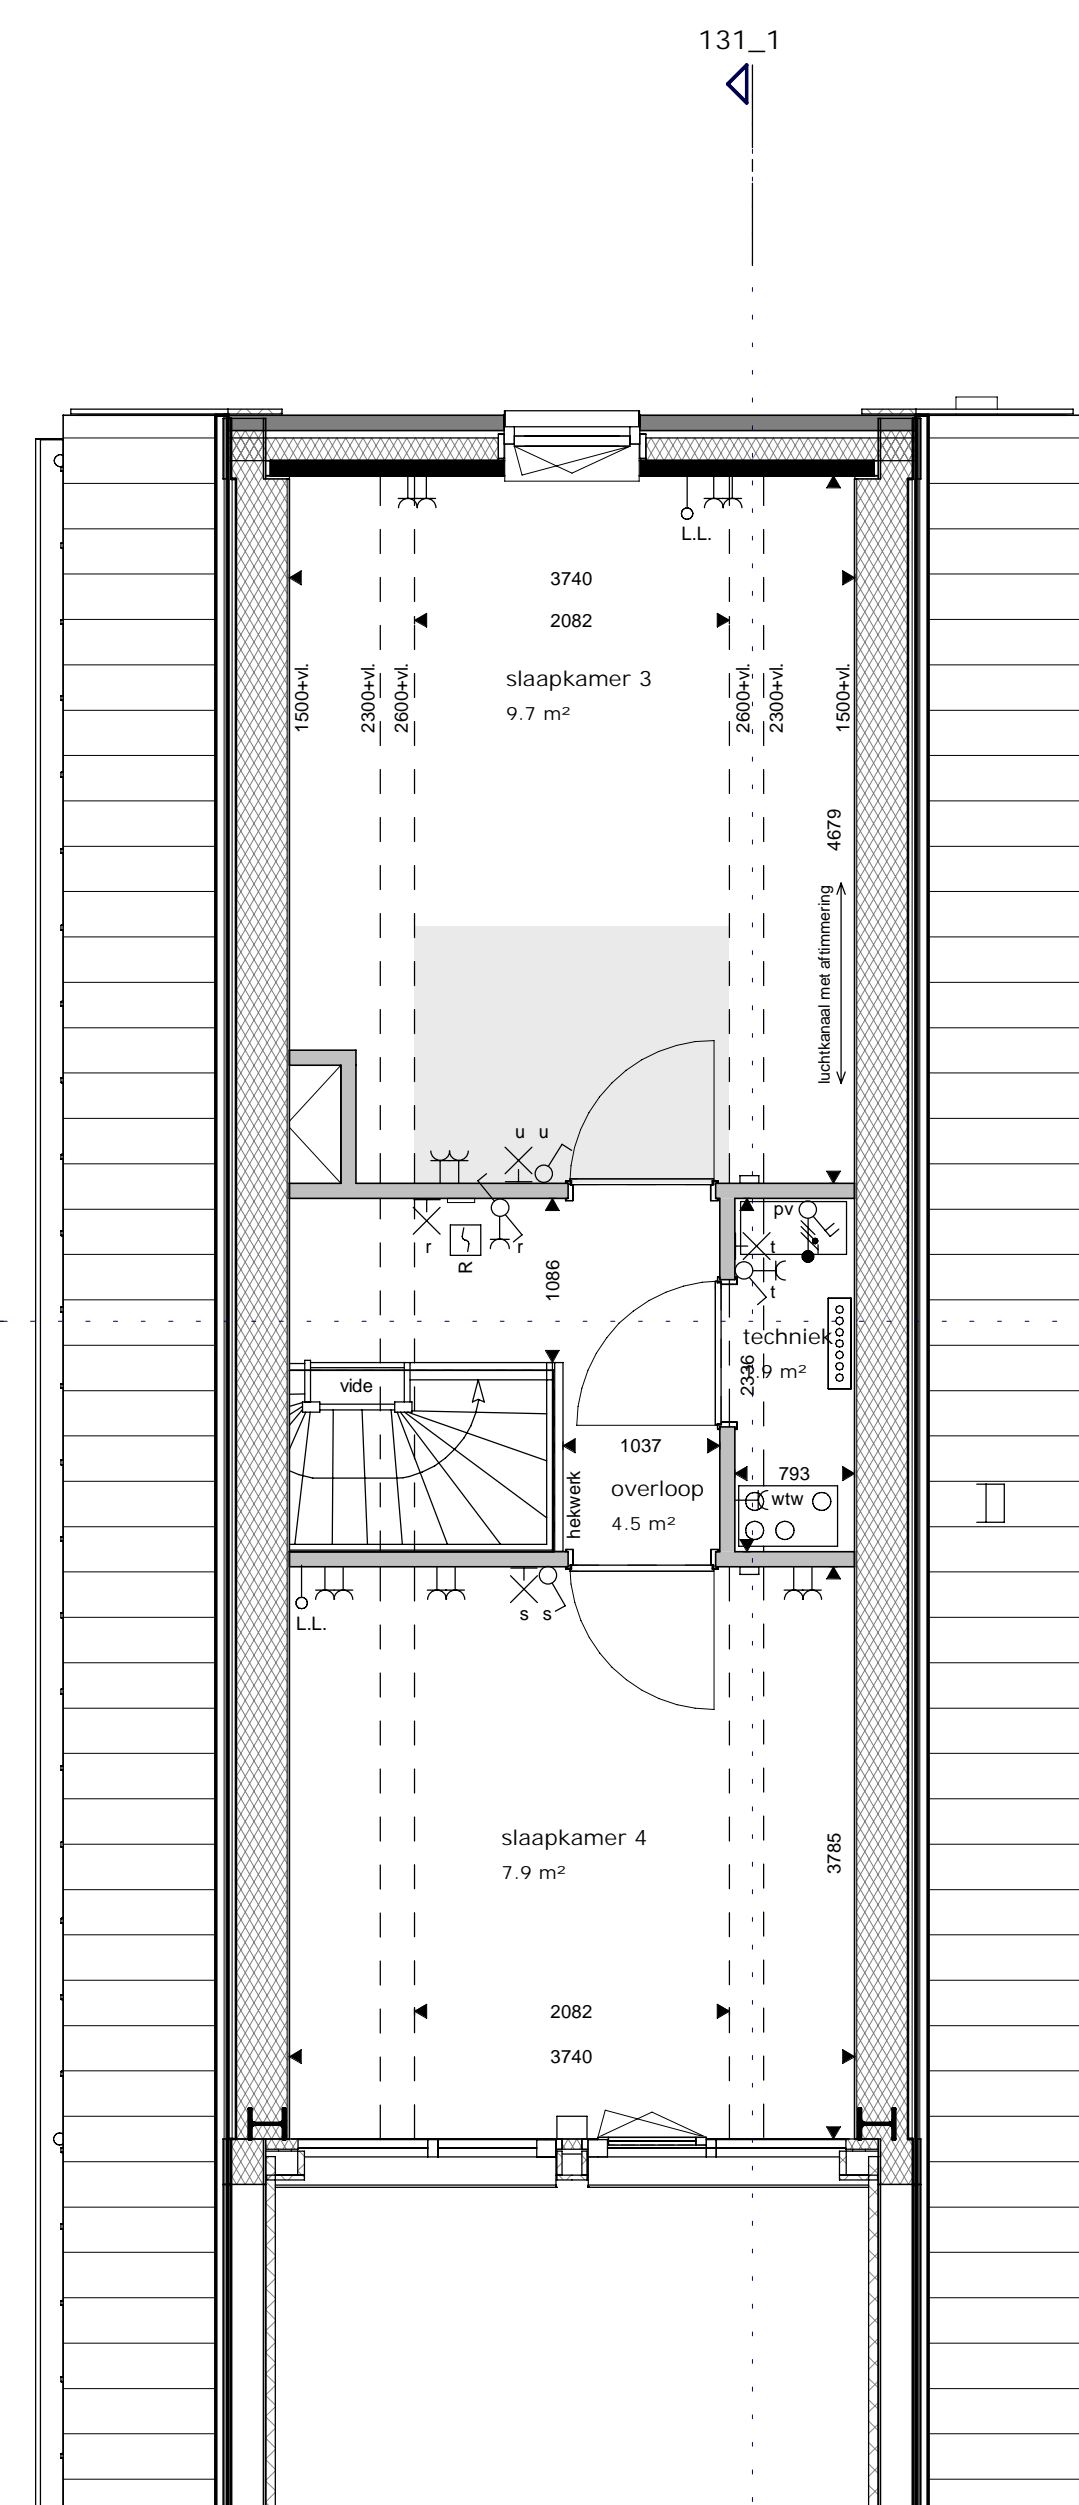 131_1
L.L.
3740
2082
slaapkamer 3
9.7 m²
1500+vl.
2300+vl.
2600+vl.
2600+vl.
2300+vl.
1500+vl.
4679
luchtkanaal met aftimmering
u u
r
R
r
1086
pv
t
t
techniek
2336
.9 m²
vide
1037
793
hekwerk
overloop
4.5 m²
wtw
L.L.
s s
slaapkamer 4
7.9 m²
3785
2082
3740